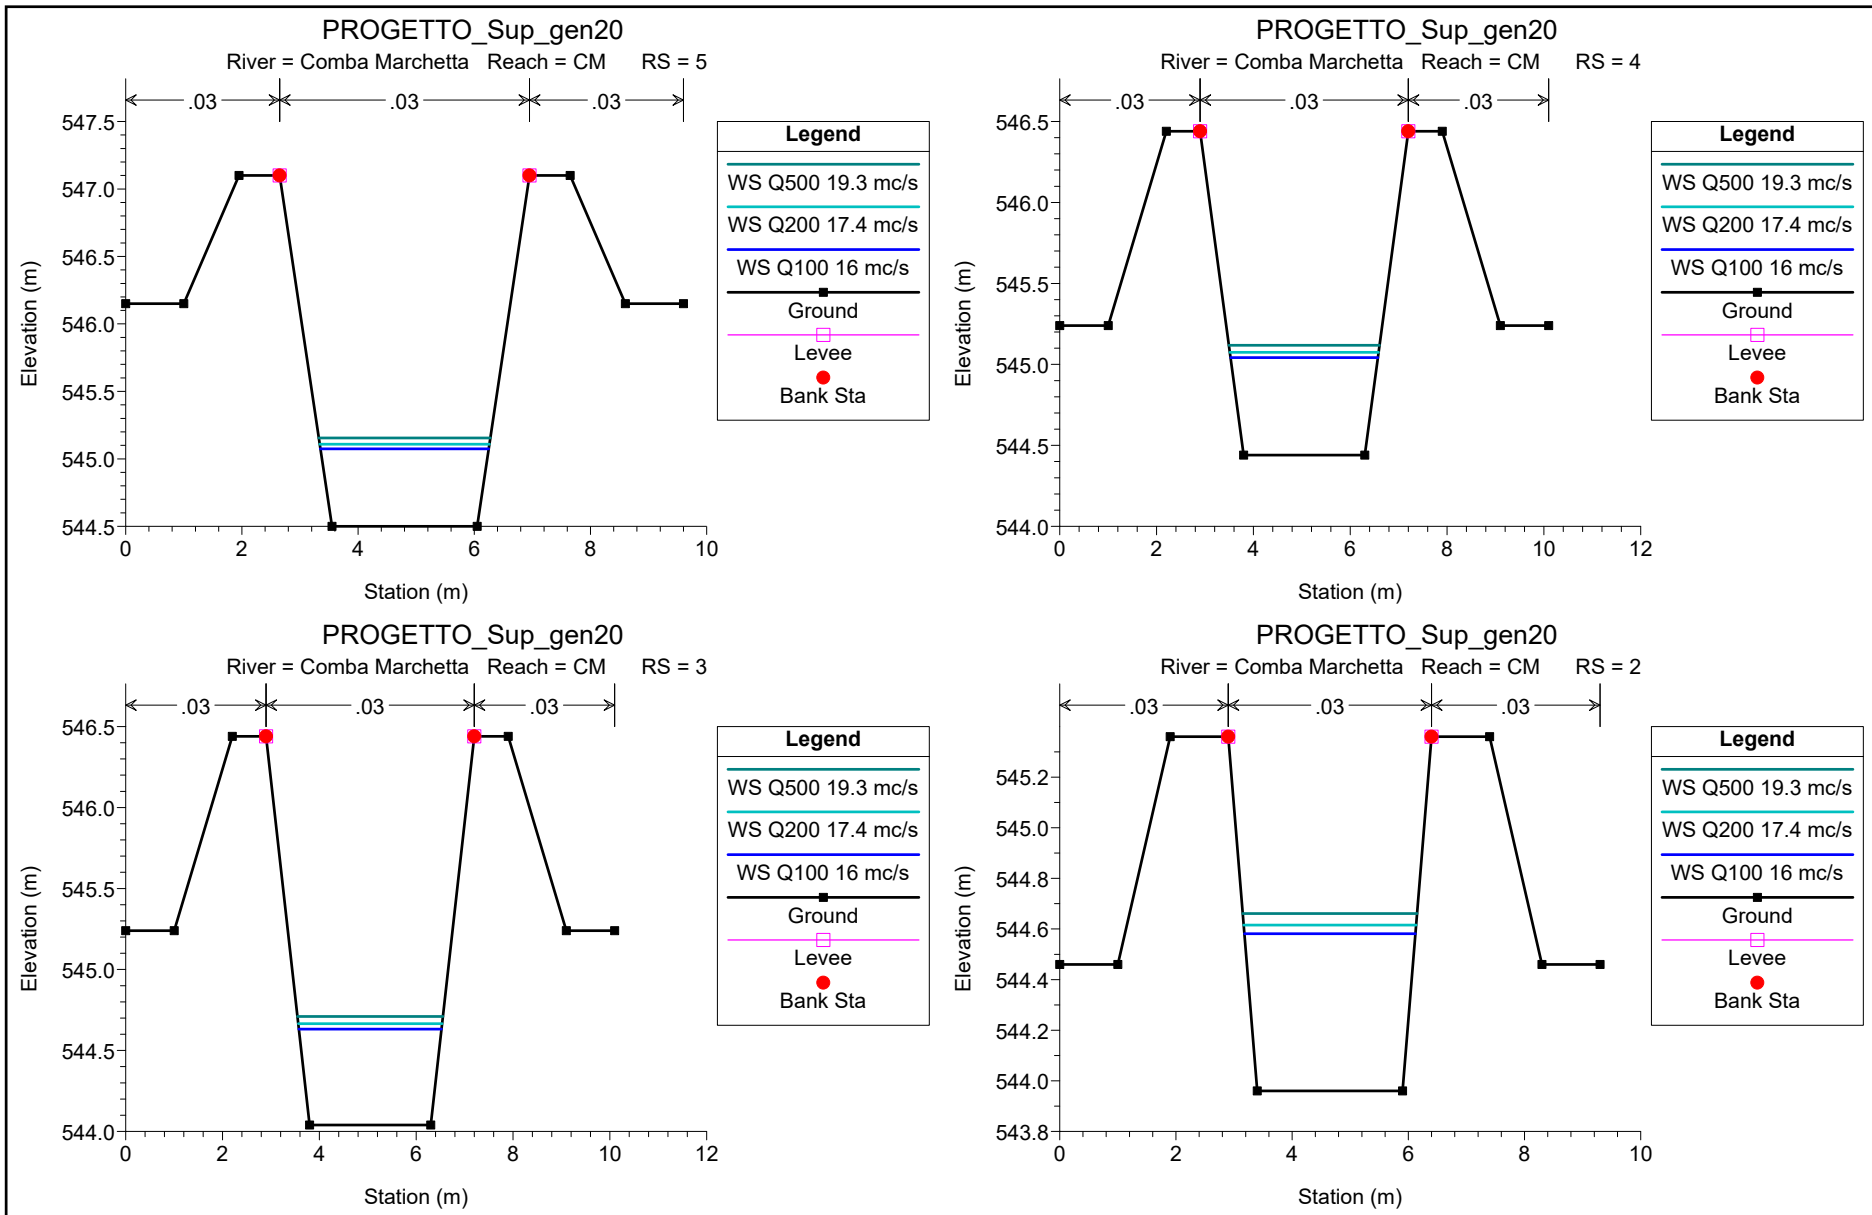 PROGETTO_Sup_gen20
River = Comba Marchetta Reach = CM RS = 5
.03 .03 .03
547.5
547.0
546.5
546.0
545.5
545.0
544.5
Elevation (m)
0 2 4 6 8 10
Station (m)
Legend
WS Q500 19.3 mc/s
WS Q200 17.4 mc/s
WS Q100 16 mc/s
Ground
Levee
Bank Sta
PROGETTO_Sup_gen20
River = Comba Marchetta Reach = CM RS = 4
.03 .03 .03
546.5
546.0
545.5
545.0
544.5
544.0
Elevation (m)
0 2 4 6 8 10 12
Station (m)
Legend
WS Q500 19.3 mc/s
WS Q200 17.4 mc/s
WS Q100 16 mc/s
Ground
Levee
Bank Sta
PROGETTO_Sup_gen20
River = Comba Marchetta Reach = CM RS = 3
.03 .03 .03
546.5
546.0
545.5
545.0
544.5
544.0
Elevation (m)
0 2 4 6 8 10 12
Station (m)
Legend
WS Q500 19.3 mc/s
WS Q200 17.4 mc/s
WS Q100 16 mc/s
Ground
Levee
Bank Sta
PROGETTO_Sup_gen20
River = Comba Marchetta Reach = CM RS = 2
.03 .03 .03
545.2
545.0
544.8
544.6
544.4
544.2
544.0
543.8
Elevation (m)
0 2 4 6 8 10
Station (m)
Legend
WS Q500 19.3 mc/s
WS Q200 17.4 mc/s
WS Q100 16 mc/s
Ground
Levee
Bank Sta